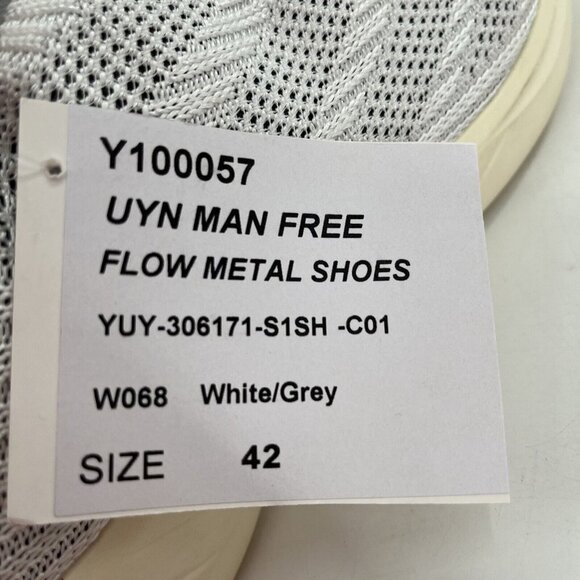 Y100057
UYN MAN FREE
FLOW METAL SHOES
YUY-306171-S1SH -C01
W068 White/Grey
SIZE 42